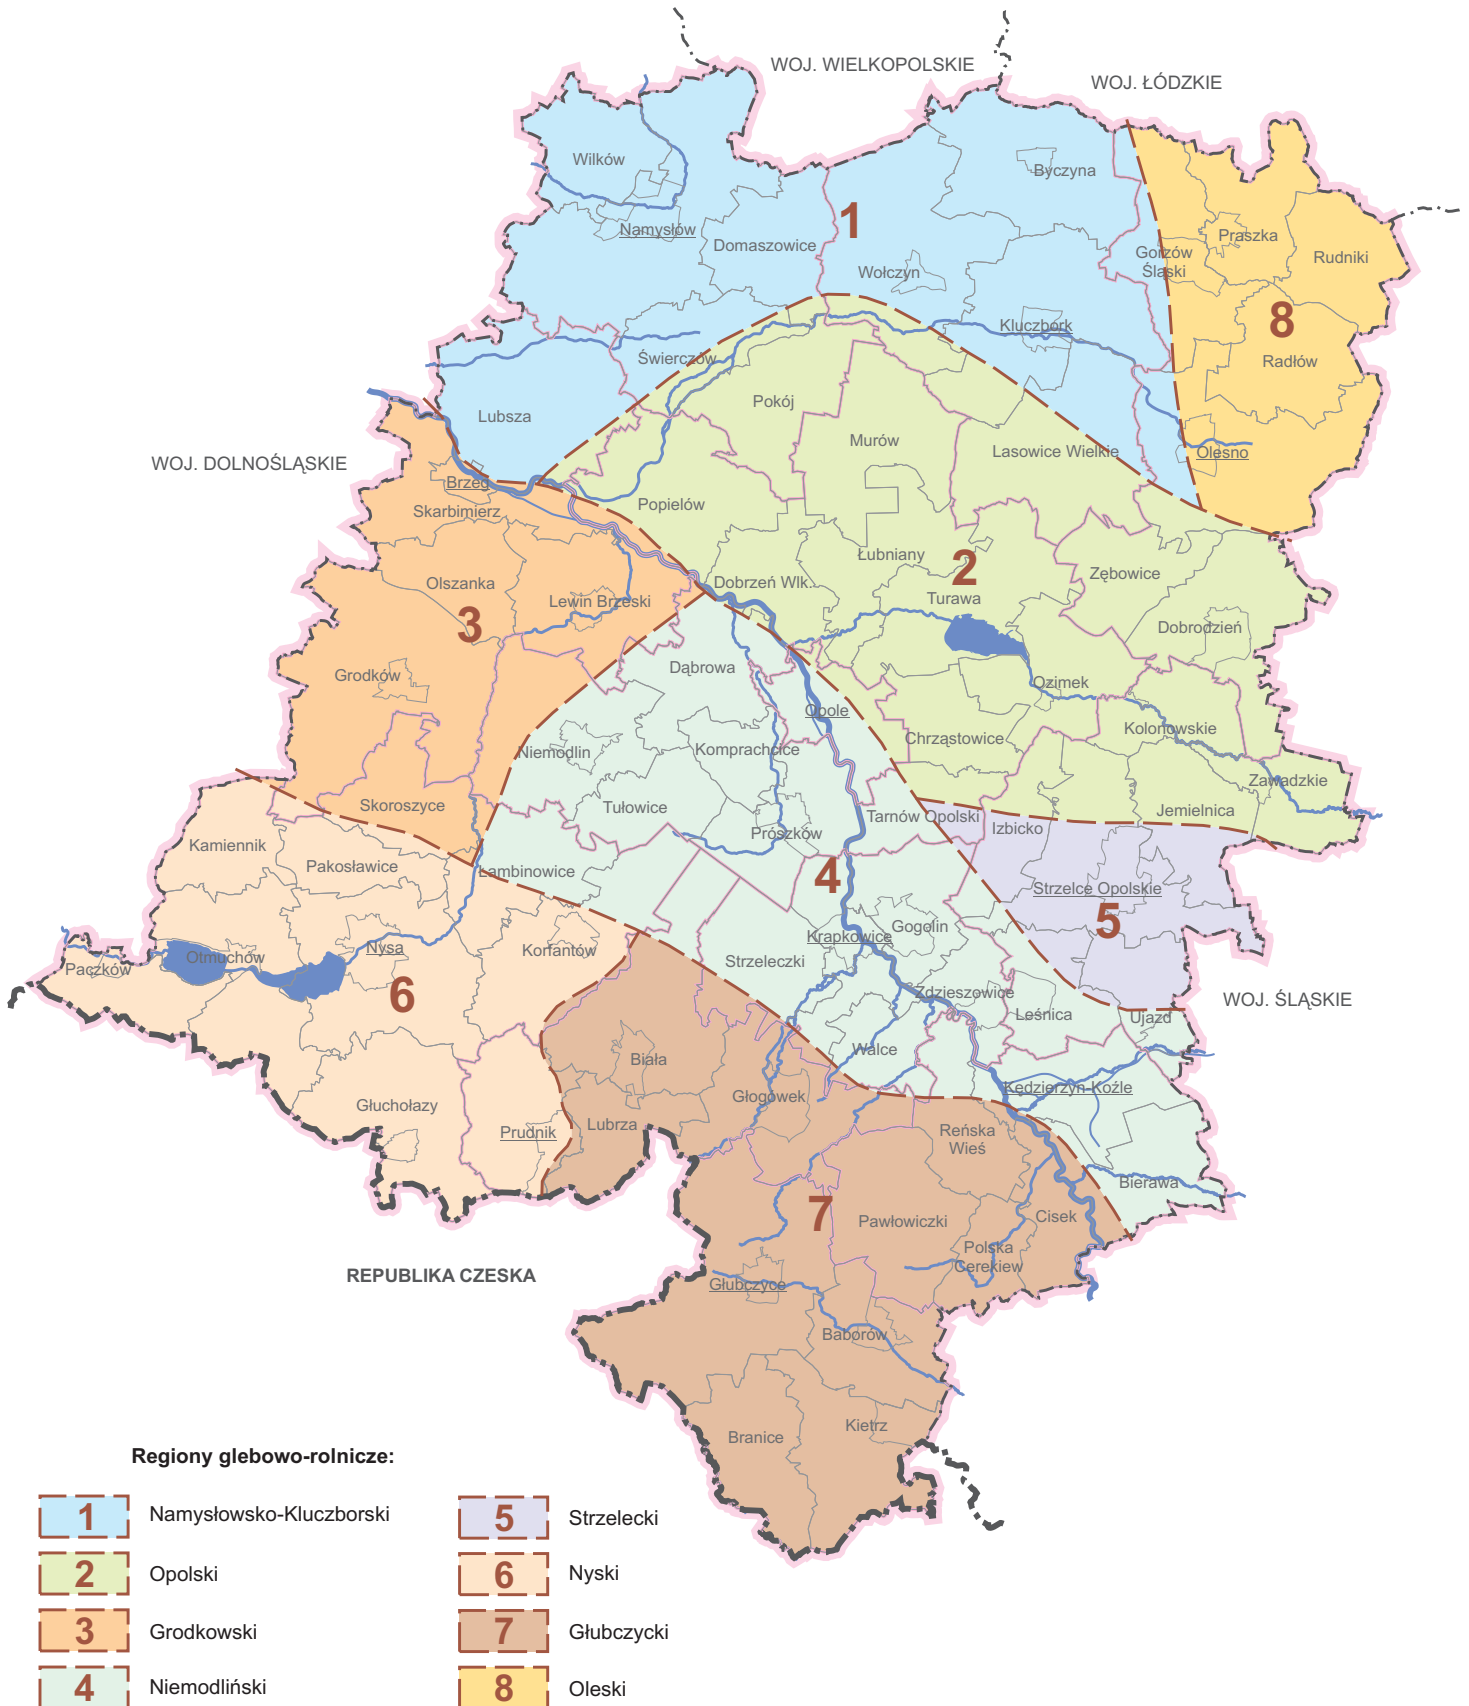 WOJ. WIELKOPOLSKIE
WOJ. ŁÓDZKIE
Wilków
Byczyna
1
Namysłów
Domaszowice
Praszka
Rudniki
Gorzów
Śląski
Wołczyn
Kluczbork
8
Świerczów
Radłów
Pokój
Lubsza
Murów
Lasowice Wielkie
Olesno
WOJ. DOLNOŚLĄSKIE
Brzeg
Skarbimierz
Popielów
Łubniany
2
Zębowice
Olszanka
Dobrzeń Wlk.
Turawa
Lewin Brzeski
3
Dobrodzień
Grodków
Dąbrowa
Ozimek
Opole
Kolonowskie
Chrząstowice
Niemodlin
Komprachcice
Zawadzkie
Skoroszyce
Tułowice
Tarnów Opolski
Jemielnica
Izbicko
Prószków
Kamiennik
Pakosławice
Łambinowice
4
Strzelce Opolskie
5
Gogolin
Krapkowice
Nysa
Korfantów
Otmuchów
Strzeleczki
Paczków
6
Zdzieszowice
WOJ. ŚLĄSKIE
Leśnica
Ujazd
Walce
Biała
Kędzierzyn-Koźle
Głogówek
Głuchołazy
Lubrza
Prudnik
Reńska
Wieś
Bierawa
7
Pawłowiczki
Cisek
Polska
Cerekiew
REPUBLIKA CZESKA
Głubczyce
Baborów
Kietrz
Branice
Regiony glebowo-rolnicze:
1 Namysłowsko-Kluczborski
2 Opolski
3 Grodkowski
4 Niemodliński
5 Strzelecki
6 Nyski
7 Głubczycki
8 Oleski